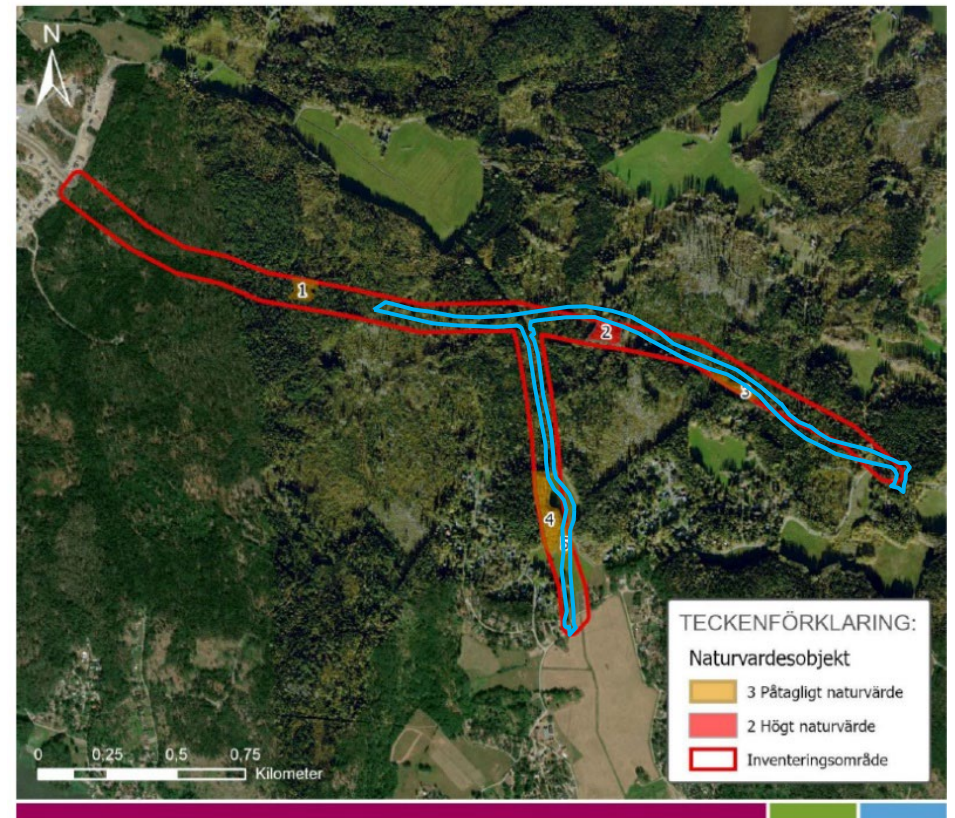 N
1
2
3
4
TECKENFÖRKLARING:
Naturvardesobjekt
3 Påtagligt naturvärde
2 Högt naturvärde
Inventeringsområde
0 0,25 0,5 0,75
Kilometer